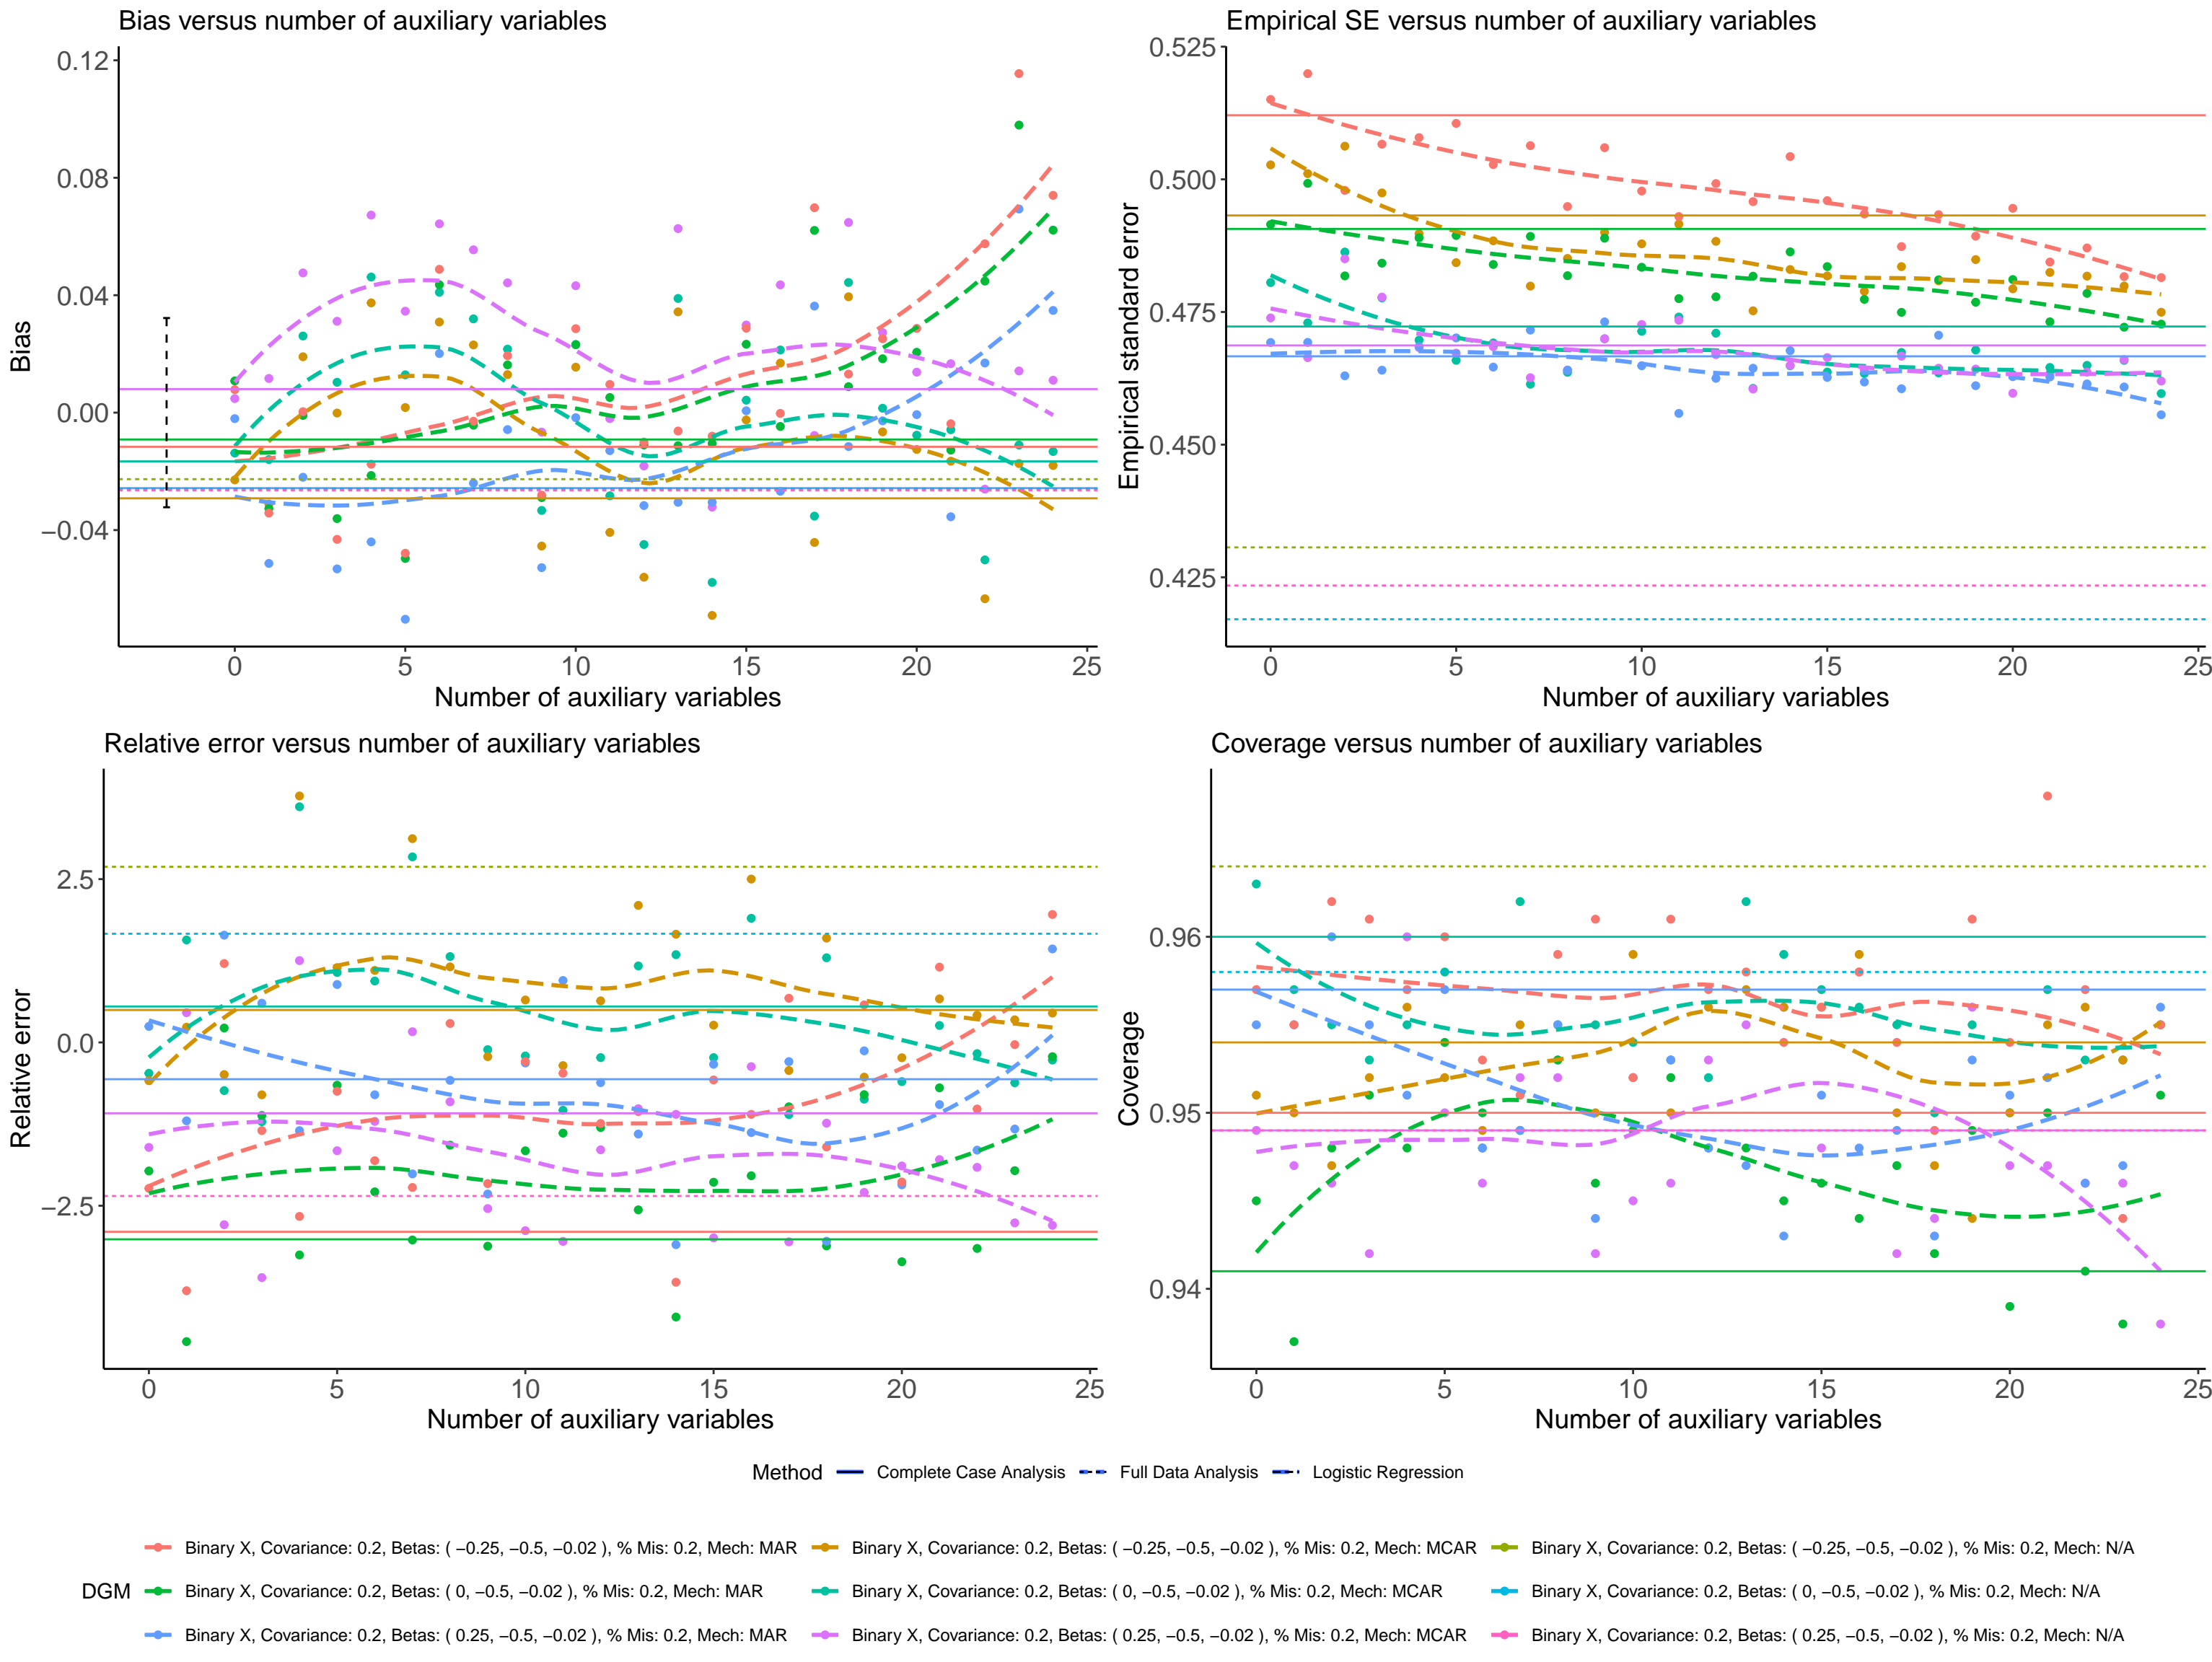 Bias versus number of auxiliary variables
Empirical SE versus number of auxiliary variables
0.12
0.08
0.04
0.00
−0.04
Bias
0 5 10 15 20 25
Number of auxiliary variables
0.525
0.500
0.475
0.450
0.425
Empirical standard error
0 5 10 15 20 25
Number of auxiliary variables
Relative error versus number of auxiliary variables
Coverage versus number of auxiliary variables
2.5
0.0
−2.5
Relative error
0 5 10 15 20 25
Number of auxiliary variables
0.96
0.95
0.94
Coverage
0 5 10 15 20 25
Number of auxiliary variables
Method Complete Case Analysis Full Data Analysis Logistic Regression
DGM
Binary X, Covariance: 0.2, Betas: ( −0.25, −0.5, −0.02 ), % Mis: 0.2, Mech: MAR
Binary X, Covariance: 0.2, Betas: ( −0.25, −0.5, −0.02 ), % Mis: 0.2, Mech: MCAR
Binary X, Covariance: 0.2, Betas: ( −0.25, −0.5, −0.02 ), % Mis: 0.2, Mech: N/A
Binary X, Covariance: 0.2, Betas: ( 0, −0.5, −0.02 ), % Mis: 0.2, Mech: MAR
Binary X, Covariance: 0.2, Betas: ( 0, −0.5, −0.02 ), % Mis: 0.2, Mech: MCAR
Binary X, Covariance: 0.2, Betas: ( 0, −0.5, −0.02 ), % Mis: 0.2, Mech: N/A
Binary X, Covariance: 0.2, Betas: ( 0.25, −0.5, −0.02 ), % Mis: 0.2, Mech: MAR
Binary X, Covariance: 0.2, Betas: ( 0.25, −0.5, −0.02 ), % Mis: 0.2, Mech: MCAR
Binary X, Covariance: 0.2, Betas: ( 0.25, −0.5, −0.02 ), % Mis: 0.2, Mech: N/A